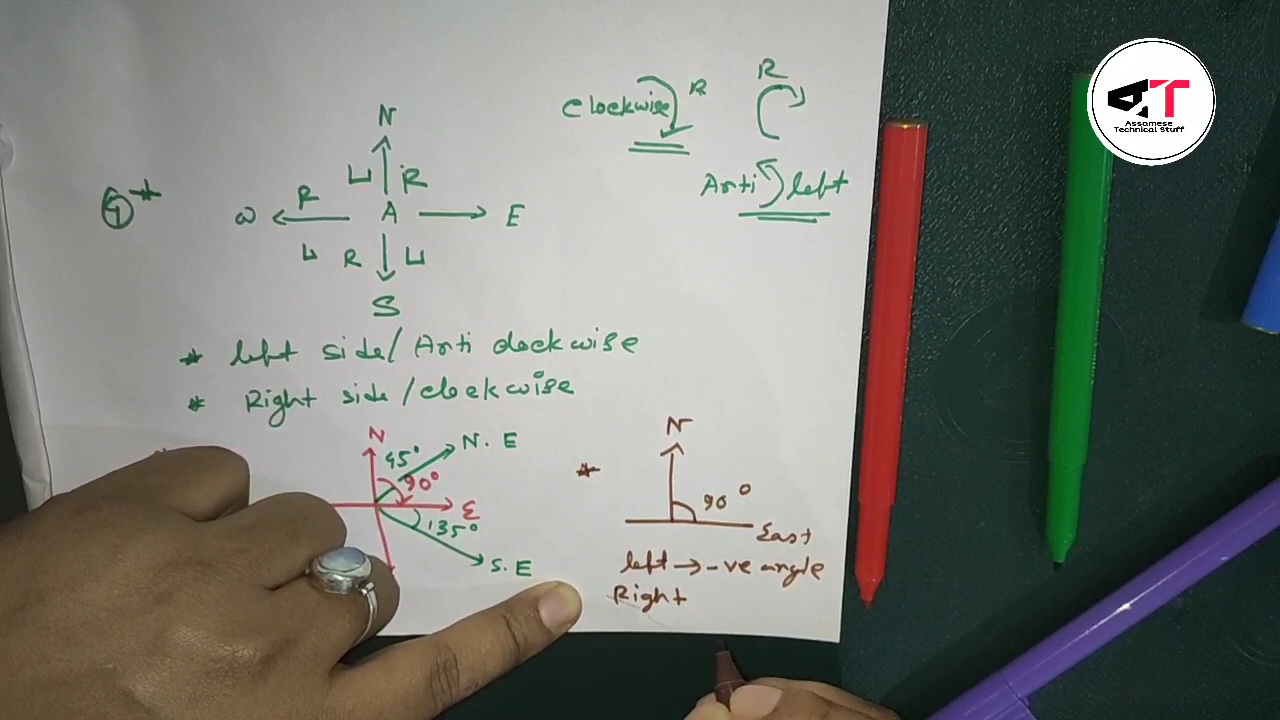 N
Clockwise R
R
L R
R
W A E
L R L
S
Anti left
* left side/Anti clockwise
* Right side/clockwise
N
45° N.E
90°
E
135°
S.E
* N
90°
East
left → -ve angle
Right
AT
Assamese
Technical Stuff